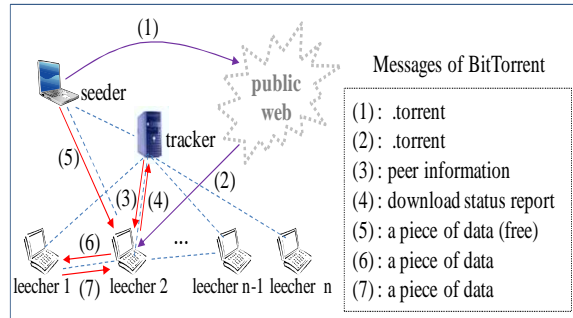 (1)
public
web
seeder
tracker
(5)
(2)
(3)
(4)
(6)
...
leecher 1
(7)
leecher 2
leecher n-1
leecher n
Messages of BitTorrent
(1): .torrent
(2): .torrent
(3): peer information
(4): download status report
(5): a piece of data (free)
(6): a piece of data
(7): a piece of data